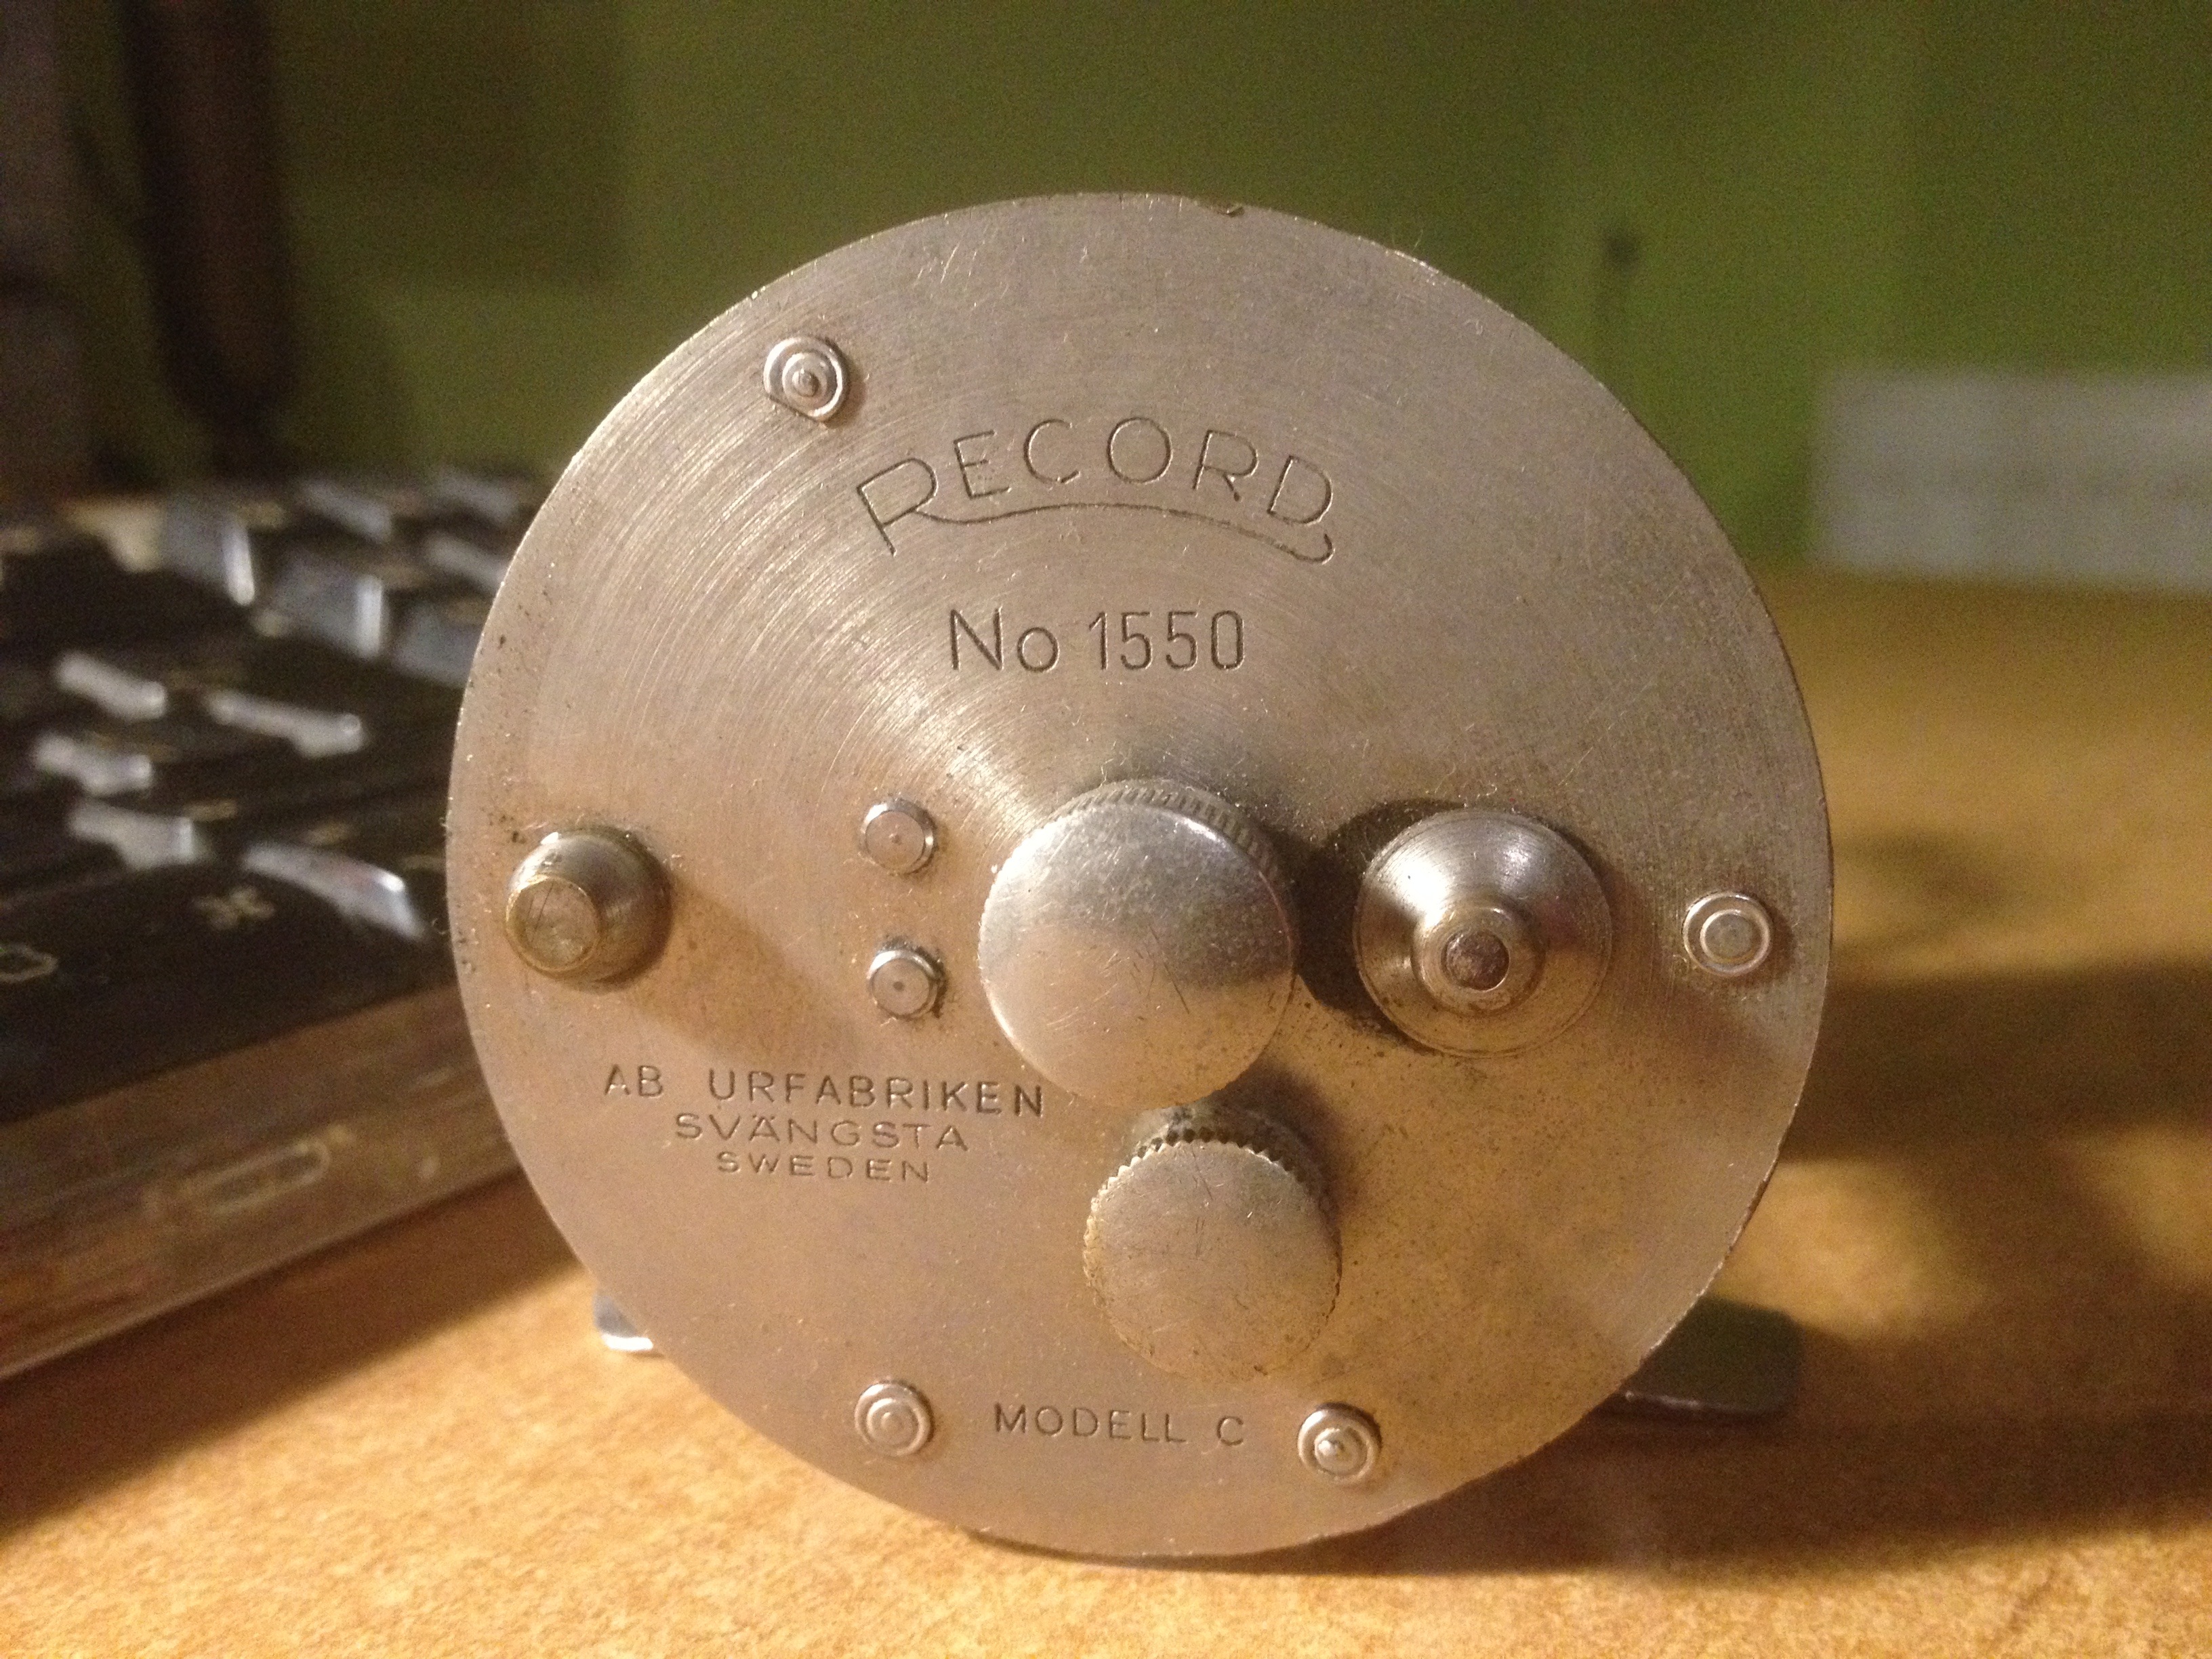 RECORD
No 1550
AB URFABRIKEN
SVÄNGSTA
SWEDEN
MODELL C